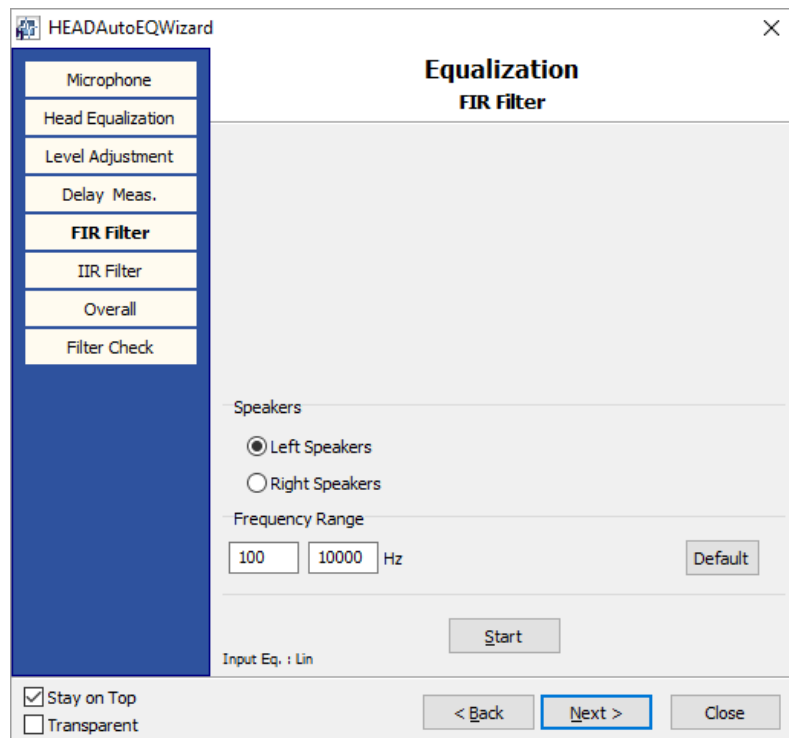 HEADAutoEQWizard
Microphone
Head Equalization
Level Adjustment
Delay Meas.
FIR Filter
IIR Filter
Overall
Filter Check
Equalization
FIR Filter
Speakers
Left Speakers
Right Speakers
Frequency Range
100 10000 Hz Default
Start
Input Eq. : Lin
Stay on Top
Transparent
< Back Next > Close